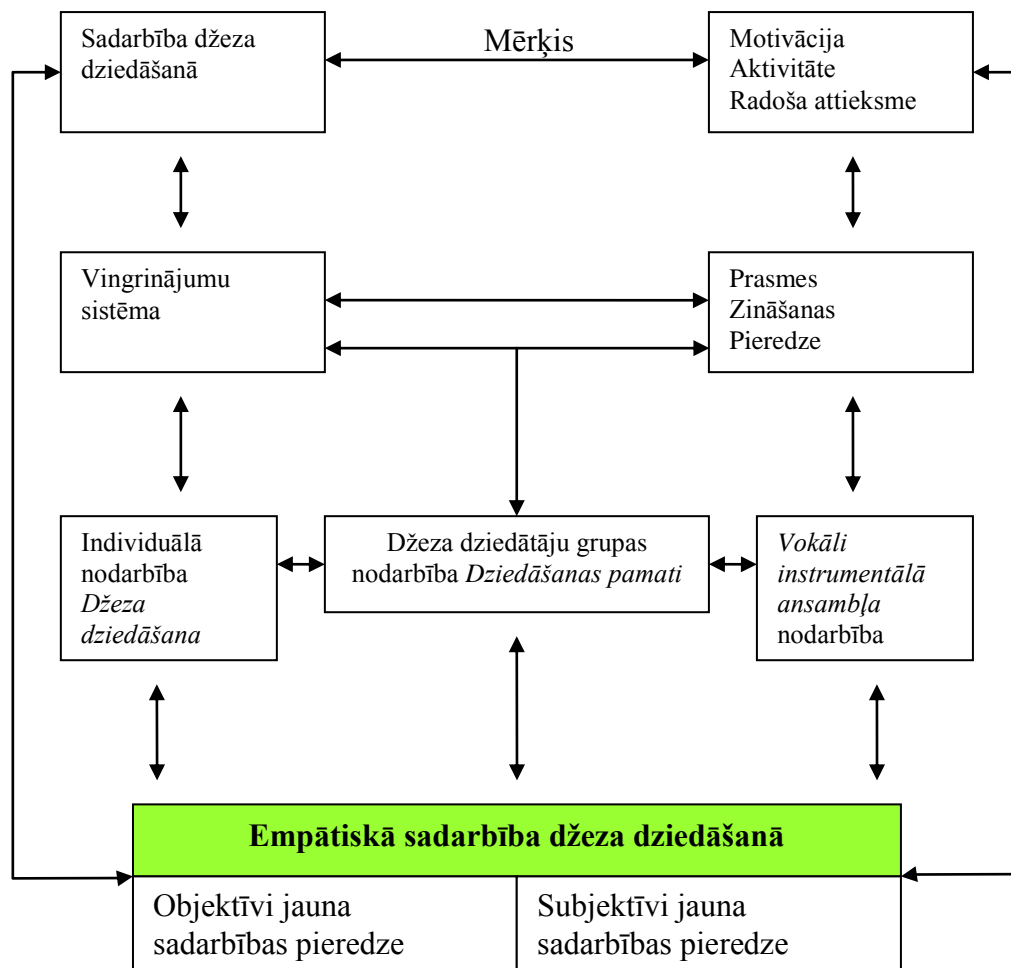 Sadarbība džeza
dziedāšanā
Mērķis
Motivācija
Aktivitāte
Radoša attieksme
Vingrinājumu
sistēma
Prasmes
Zināšanas
Pieredze
Individuālā
nodarbība
Džeza
dziedāšana
Džeza dziedātāju grupas
nodarbība Dziedāšanas pamati
Vokāli
instrumentālā
ansambļa
nodarbība
Empātiskā sadarbība džeza dziedāšanā
Objektīvi jauna
sadarbības pieredze
Subjektīvi jauna
sadarbības pieredze